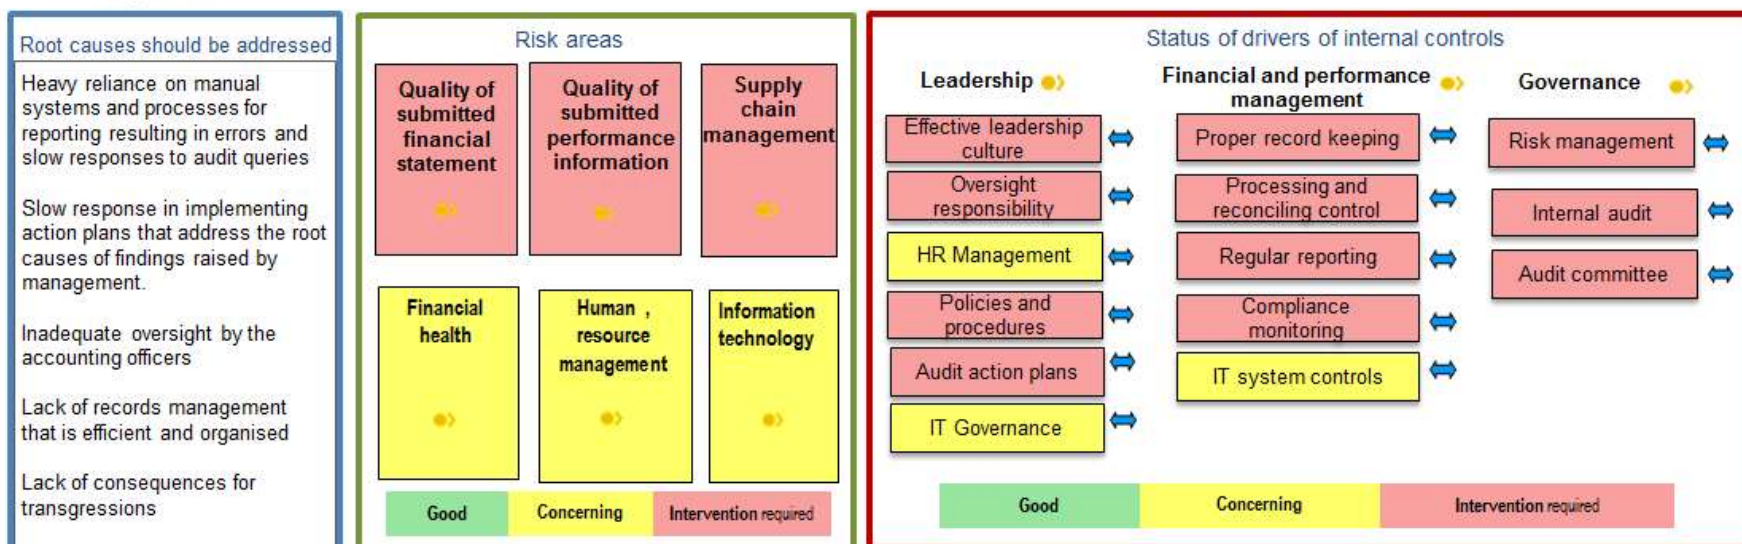 Root causes should be addressed
Heavy reliance on manual
systems and processes for
reporting resulting in errors and
slow responses to audit queries
Slow response in implementing
action plans that address the root
causes of findings raised by
management.
Inadequate oversight by the
accounting officers
Lack of records management
that is efficient and organised
Lack of consequences for
transgressions
Risk areas
Quality of
submitted
financial
statement
Quality of
submitted
performance
information
Supply
chain
management
Financial
health
Human ,
resource
management
Information
technology
Good
Concerning
Intervention required
Status of drivers of internal controls
Leadership
Effective leadership
culture
Oversight
responsibility
HR Management
Policies and
procedures
Audit action plans
IT Governance
Financial and performance
management
Proper record keeping
Processing and
reconciling control
Regular reporting
Compliance
monitoring
IT system controls
Governance
Risk management
Internal audit
Audit committee
Good
Concerning
Intervention required